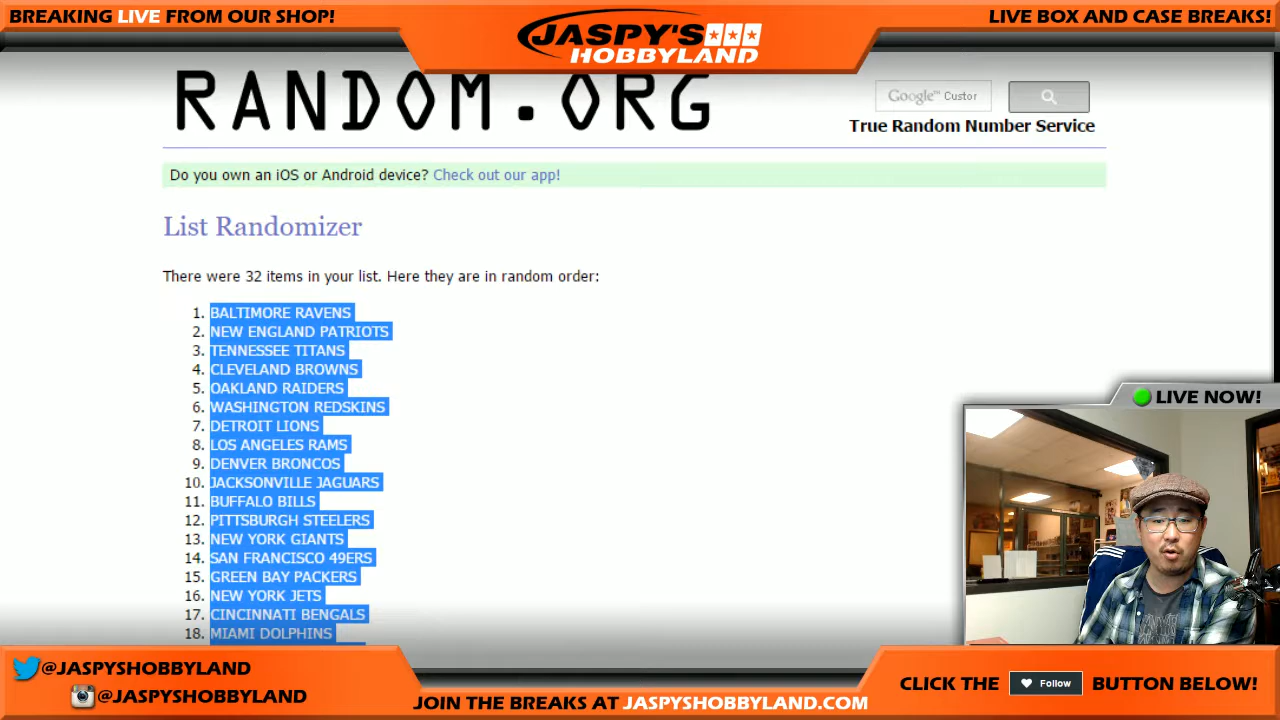 BREAKING LIVE FROM OUR SHOP!
JASPY'S
HOBBYLAND
LIVE BOX AND CASE BREAKS!
RANDOM.ORG
Google™ Custor
True Random Number Service
Do you own an iOS or Android device? Check out our app!
List Randomizer
There were 32 items in your list. Here they are in random order:
1. BALTIMORE RAVENS
2. NEW ENGLAND PATRIOTS
3. TENNESSEE TITANS
4. CLEVELAND BROWNS
5. OAKLAND RAIDERS
6. WASHINGTON REDSKINS
7. DETROIT LIONS
8. LOS ANGELES RAMS
9. DENVER BRONCOS
10. JACKSONVILLE JAGUARS
11. BUFFALO BILLS
12. PITTSBURGH STEELERS
13. NEW YORK GIANTS
14. SAN FRANCISCO 49ERS
15. GREEN BAY PACKERS
16. NEW YORK JETS
17. CINCINNATI BENGALS
18. MIAMI DOLPHINS
LIVE NOW!
@JASPYSHOBBYLAND
@JASPYSHOBBYLAND
JOIN THE BREAKS AT JASPYSHOBBYLAND.COM
CLICK THE Follow BUTTON BELOW!